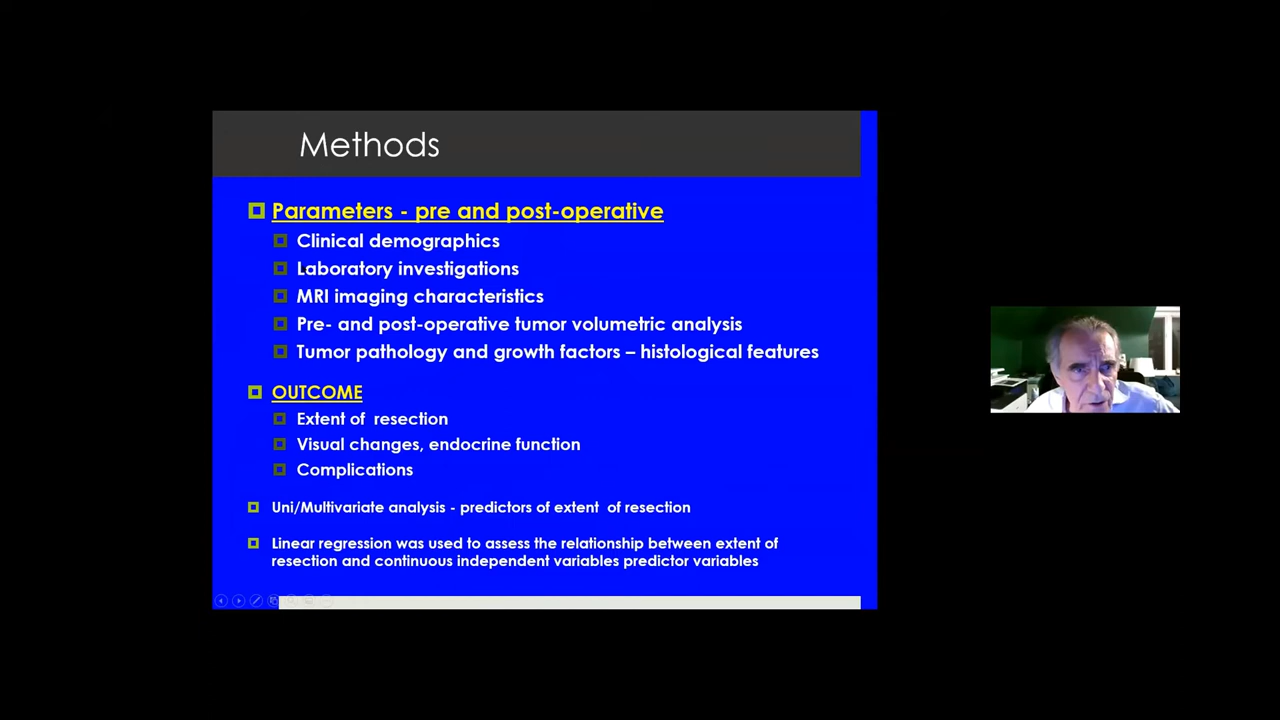 Methods
Parameters - pre and post-operative
Clinical demographics
Laboratory investigations
MRI imaging characteristics
Pre- and post-operative tumor volumetric analysis
Tumor pathology and growth factors – histological features
OUTCOME
Extent of resection
Visual changes, endocrine function
Complications
Uni/Multivariate analysis - predictors of extent of resection
Linear regression was used to assess the relationship between extent of
resection and continuous independent variables predictor variables